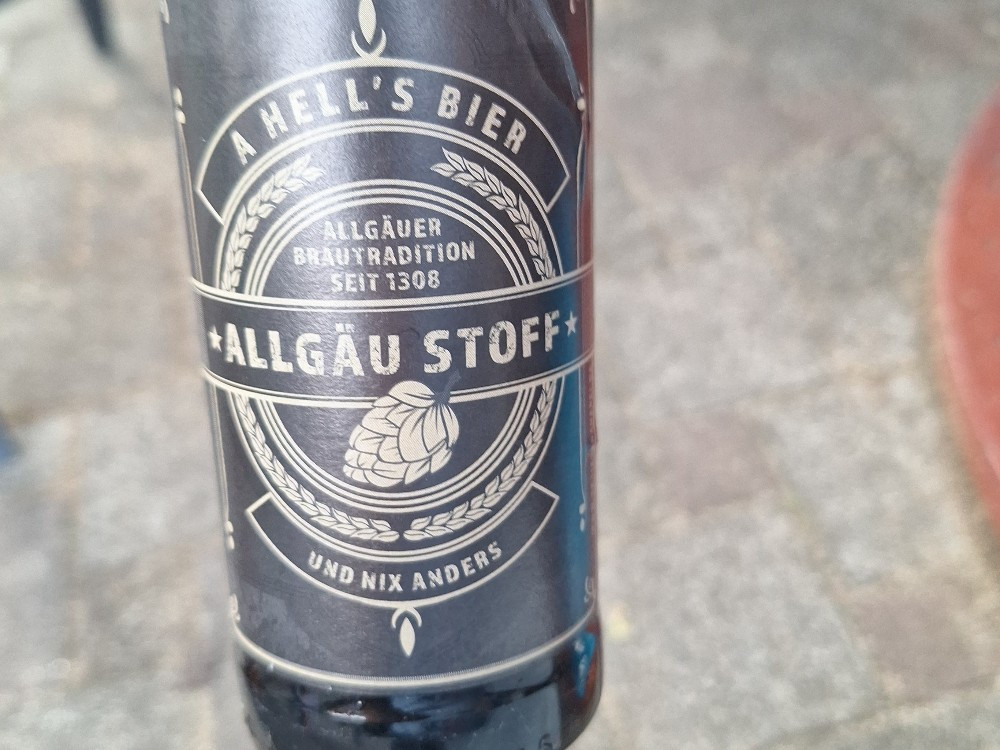 A HELL'S BIER
ALLGÄUER
BRAUTRADITION
SEIT 1308
ALLGÄU STOFF
UND NIX ANDERS